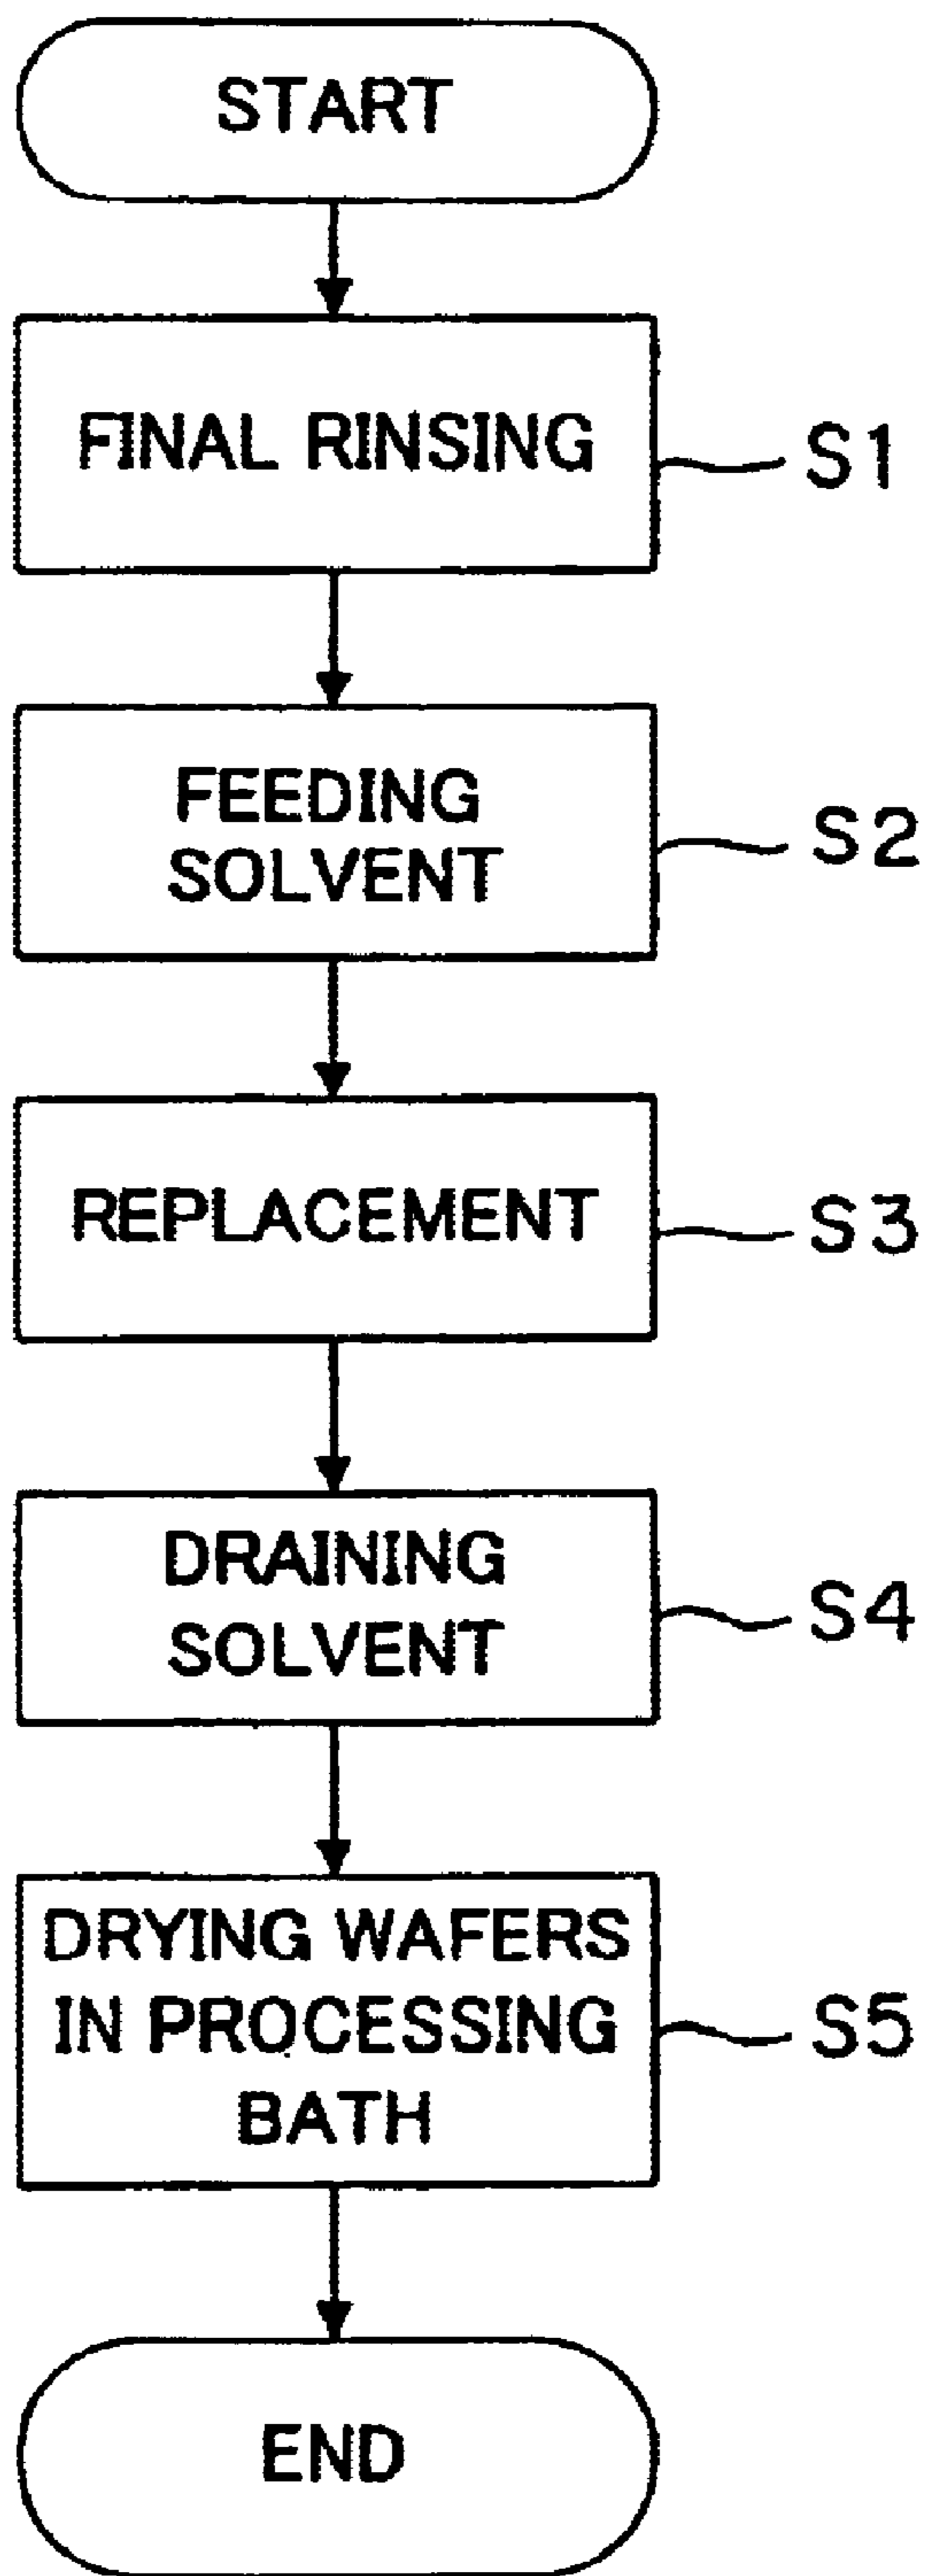 START
FINAL RINSING
S1
FEEDING
SOLVENT
S2
REPLACEMENT
S3
DRAINING
SOLVENT
S4
DRYING WAFERS
IN PROCESSING
BATH
S5
END